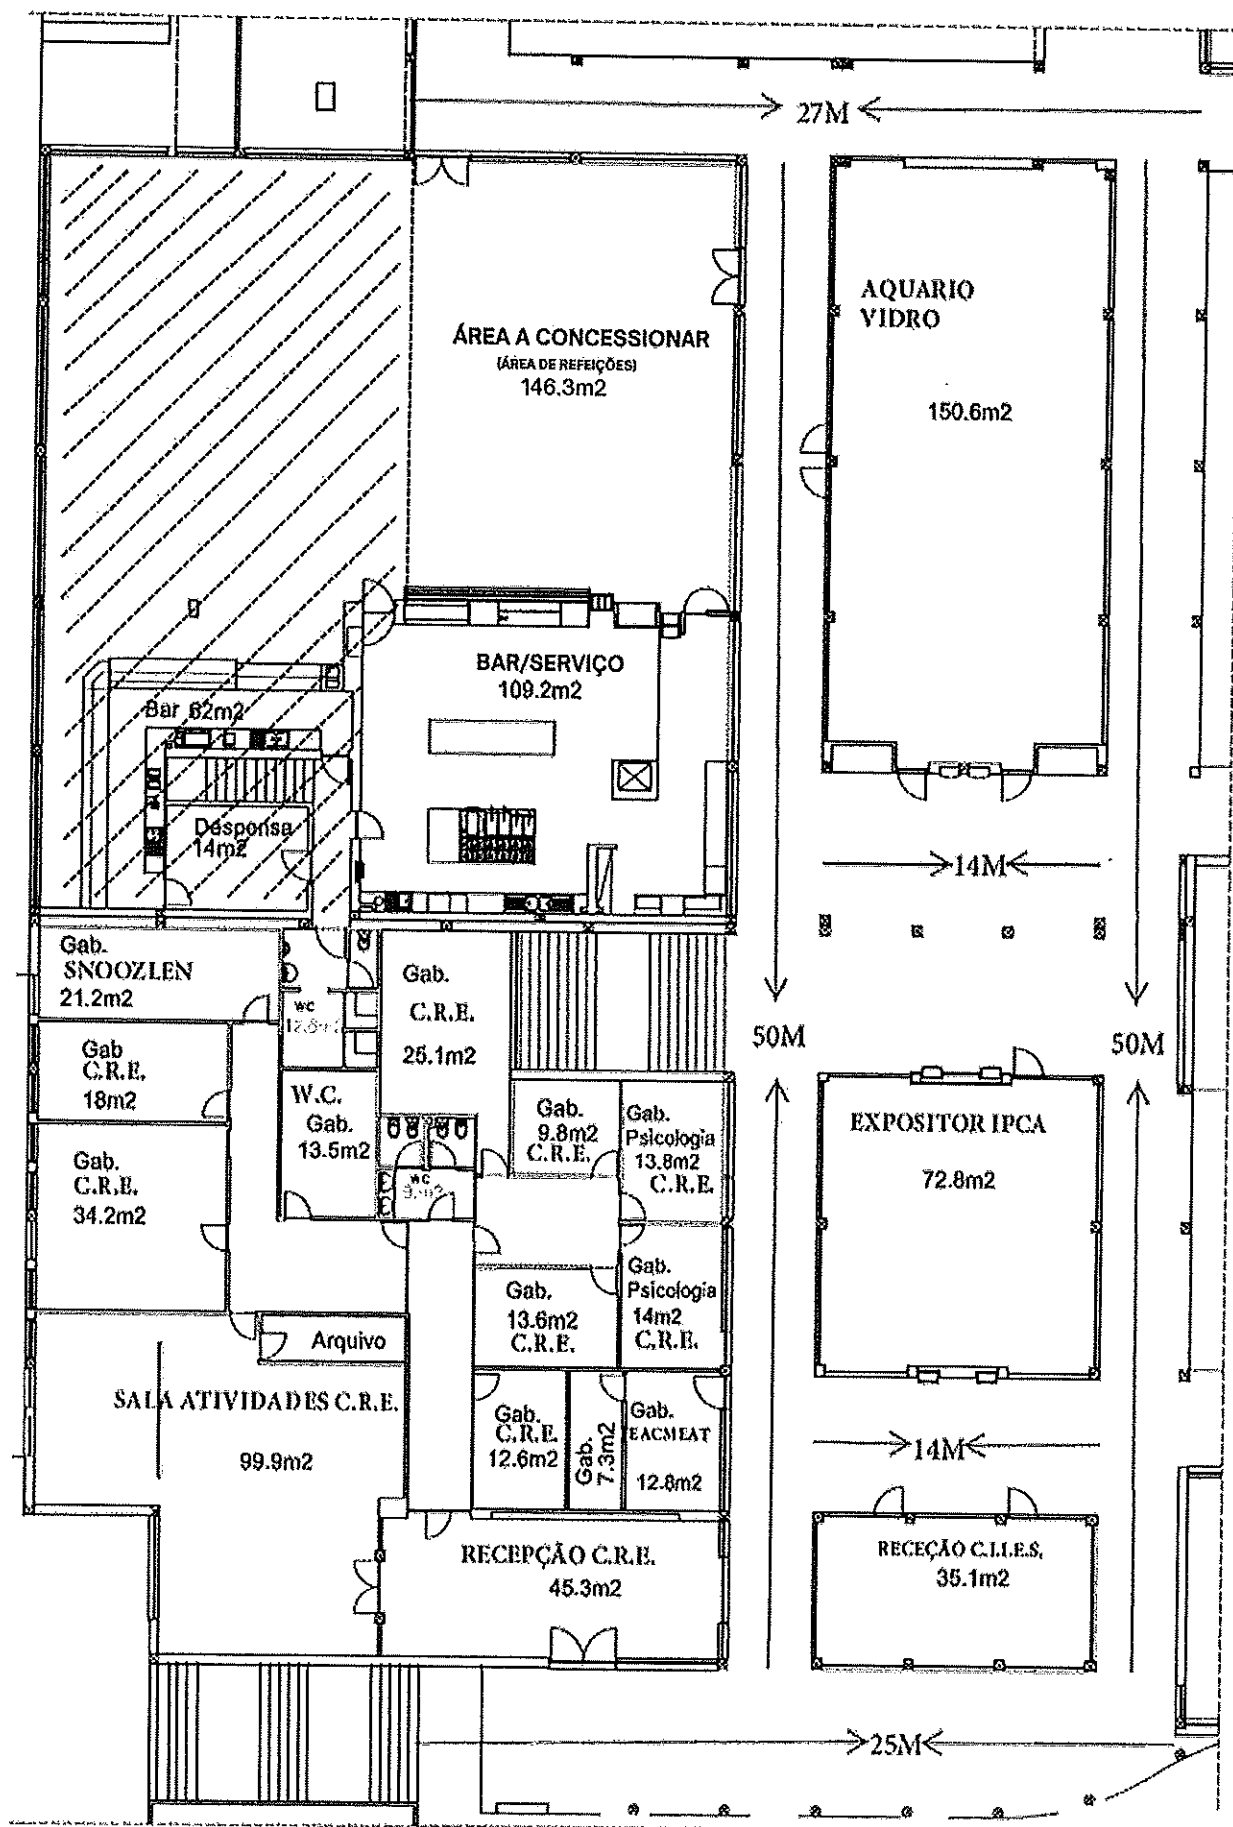 27M
AQUARIO
VIDRO
150.6m2
ÁREA A CONCESSIONAR
(ÁREA DE REFEIÇÕES)
146.3m2
BAR/SERVIÇO
109.2m2
Bar 62m2
Desponsa
14m2
14M
Gab.
SNOOZLEN
21.2m2
WC
Gab.
C.R.E.
25.1m2
50M
50M
Gab
C.R.E.
18m2
W.C.
Gab.
13.5m2
Gab.
9.8m2
C.R.E.
Gab.
Psicologia
13.8m2
C.R.E.
EXPOSITOR IPCA
72.8m2
Gab.
C.R.E.
34.2m2
WC
Gab.
13.6m2
C.R.E.
Gab.
Psicologia
14m2
C.R.E.
Arquivo
SALA ATIVIDADES C.R.E.
99.9m2
Gab.
C.R.E.
12.6m2
Gab.
7.3m2
Gab.
EACMEAT
12.8m2
14M
RECEPÇÃO C.R.E.
45.3m2
RECEÇÃO C.I.I.E.S.
35.1m2
25M